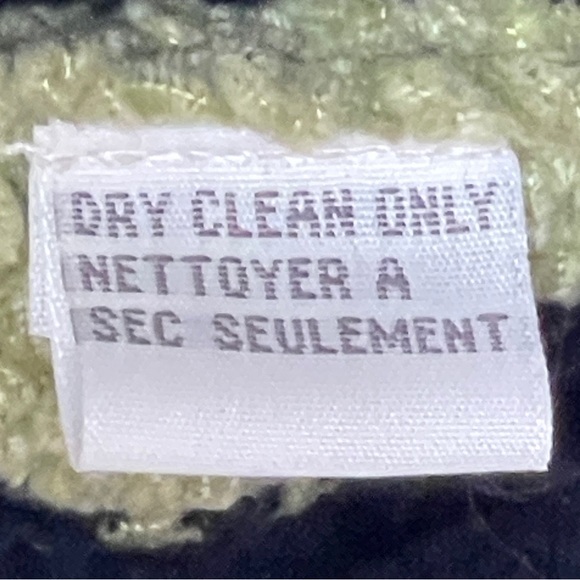 DRY CLEAN ONLY
NETTOYER A
SEC SEULEMENT